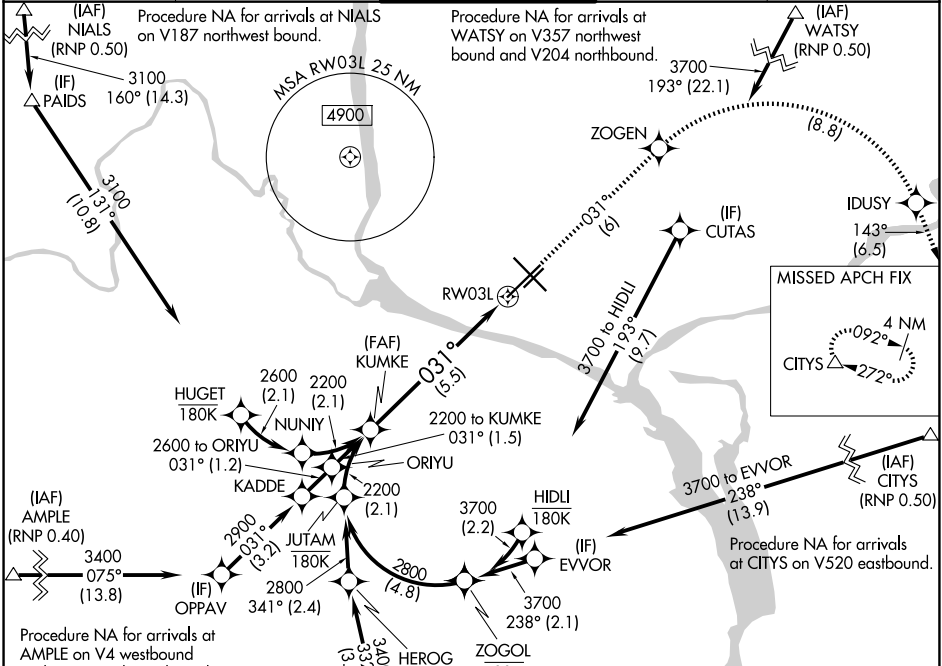 (IAF)
NIALS
(RNP 0.50)
Procedure NA for arrivals at NIALS
on V187 northwest bound.
Procedure NA for arrivals at
WATSY on V357 northwest
bound and V204 northbound.
(IAF)
WATSY
(RNP 0.50)
3100
160° (14.3)
(IF)
PAIDS
MSA RW03L 25 NM
4900
3700
193° (22.1)
ZOGEN
(8.8)
3100
131°
(10.8)
031°
(6)
(IF)
CUTAS
IDUSY
143°
(6.5)
RW03L
MISSED APCH FIX
4 NM
092°
CITYS
272°
3700 to HIDLI
193°
(9.7)
(FAF)
KUMKE
031°
(5.5)
HUGET
180K
2600
(2.1)
2200
(2.1)
NUNIY
2600 to ORIYU
031° (1.2)
2200 to KUMKE
031° (1.5)
ORIYU
KADDE
2200
(2.1)
(IAF)
CITYS
(RNP 0.50)
3700 to EVVOR
238°
(13.9)
(IAF)
AMPLE
(RNP 0.40)
3400
075°
(13.8)
2900
031°
(3.2)
JUTAM
180K
3700
(2.2)
HIDLI
180K
(IF)
EVVOR
Procedure NA for arrivals
at CITYS on V520 eastbound.
(IF)
OPPAV
2800
341° (2.4)
2800
(4.8)
3700
238° (2.1)
HEROG
ZOGOL
Procedure NA for arrivals at
AMPLE on V4 westbound